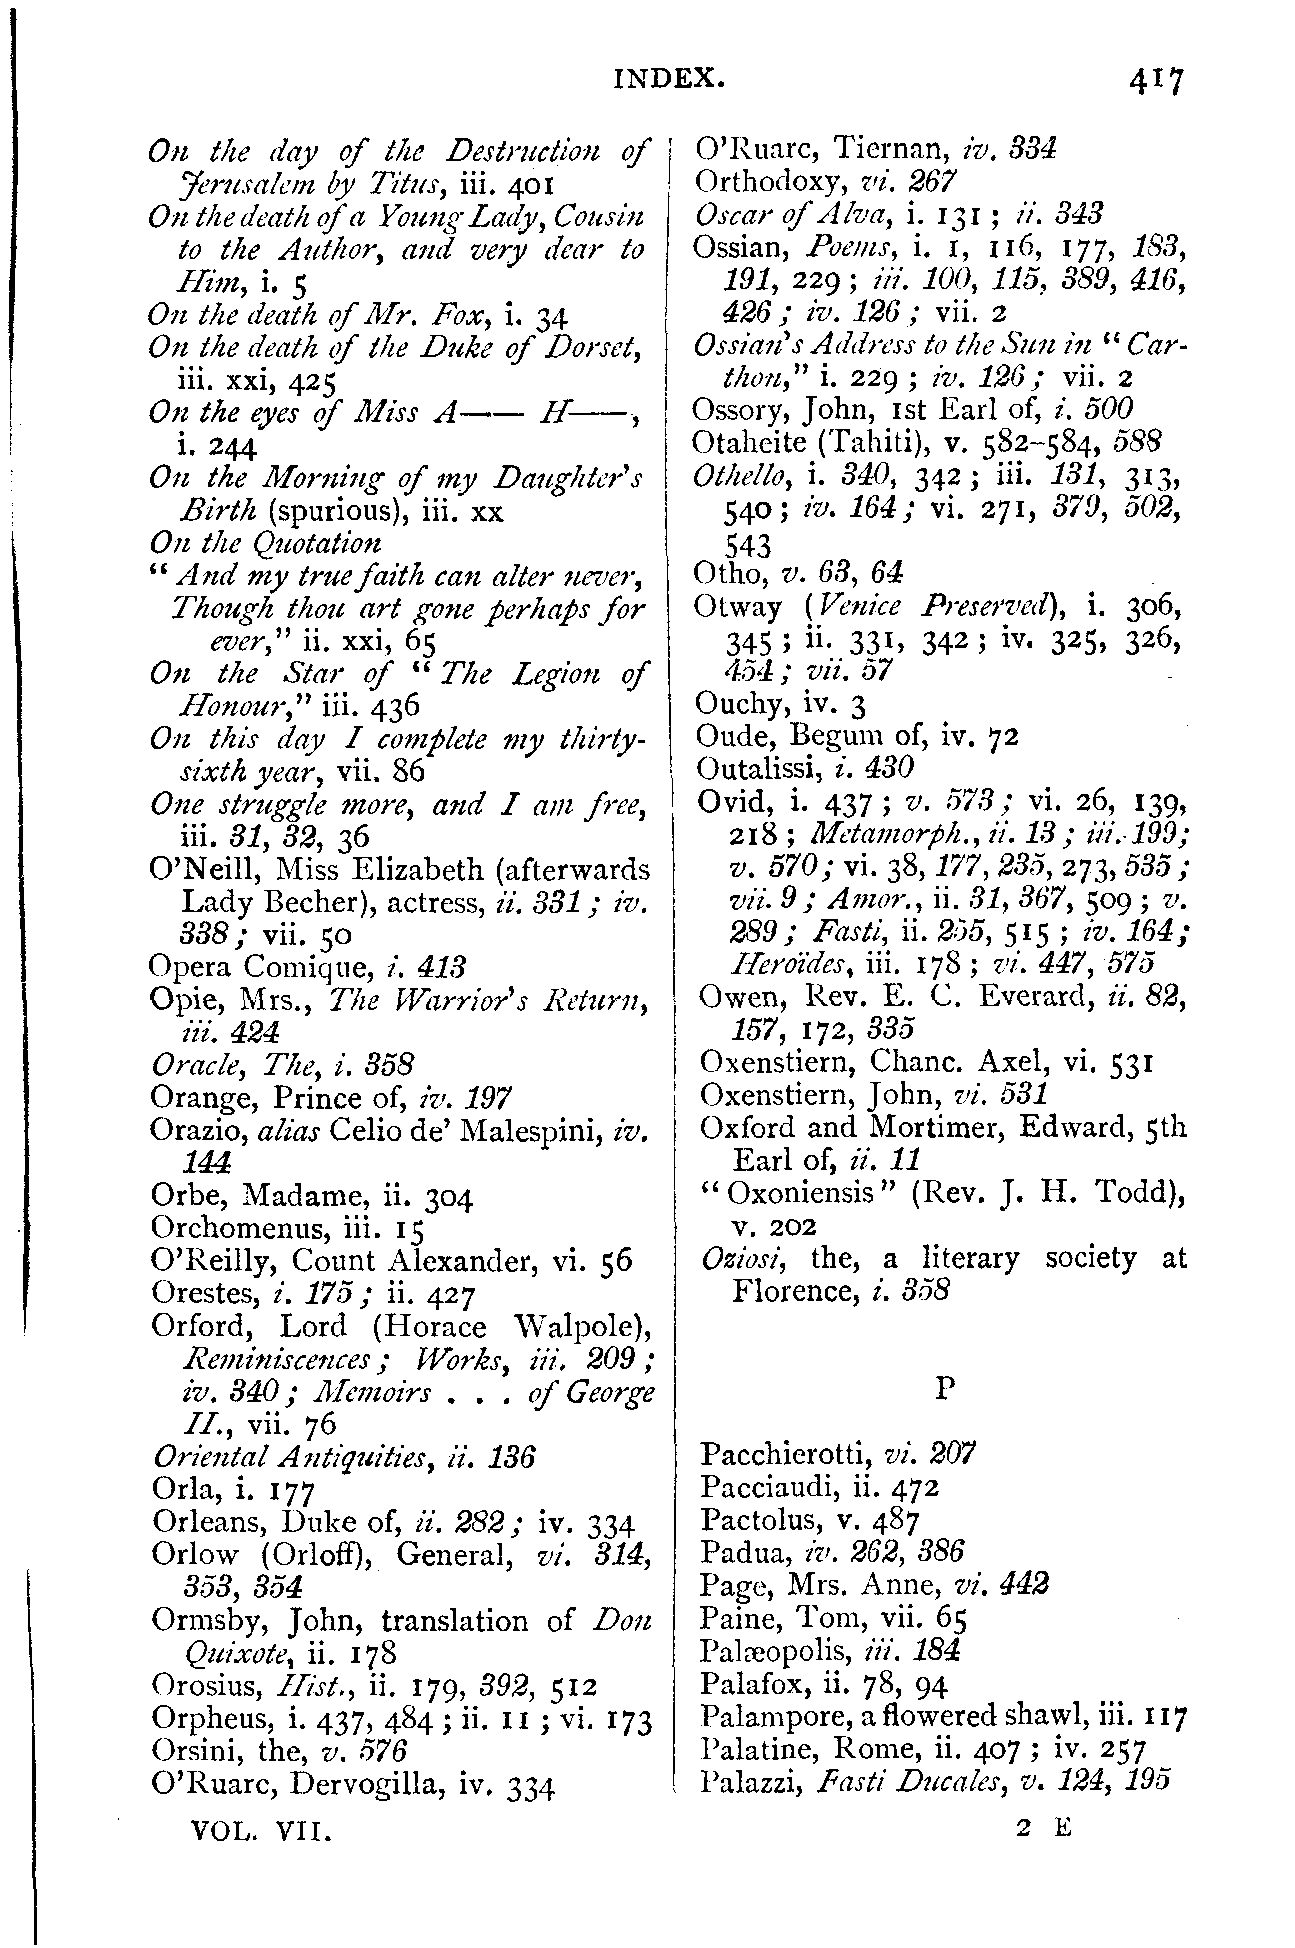 INDEX. 417
On the day of the Destruction of
Jerusalem by Titus, iii. 401
On the death of a Young Lady, Cousin
to the Author, and very dear to
Him, i. 5
On the death of Mr. Fox, i. 34
On the death of the Duke of Dorset,
iii. xxi, 425
On the eyes of Miss A—— H——,
i. 244
On the Morning of my Daughter's
Birth (spurious), iii. xx
On the Quotation
“And my true faith can alter never,
Though thou art gone perhaps for
ever,” ii. xxi, 65
On the Star of “The Legion of
Honour,” iii. 436
On this day I complete my thirty-
sixth year, vii. 86
One struggle more, and I am free,
iii. 31, 32, 36
O'Neill, Miss Elizabeth (afterwards
Lady Becher), actress, ii. 331; iv.
338; vii. 50
Opera Comique, i. 413
Opie, Mrs., The Warrior's Return,
iii. 424
Oracle, The, i. 358
Orange, Prince of, iv. 197
Orazio, alias Celio de' Malespini, iv.
144
Orbe, Madame, ii. 304
Orchomenus, iii. 15
O'Reilly, Count Alexander, vi. 56
Orestes, i. 175; ii. 427
Orford, Lord (Horace Walpole),
Reminiscences; Works, iii. 209;
iv. 340; Memoirs . . . of George
II., vii. 76
Oriental Antiquities, ii. 136
Orla, i. 177
Orleans, Duke of, ii. 282; iv. 334
Orlow (Orloff), General, vi. 314,
353, 354
Ormsby, John, translation of Don
Quixote, ii. 178
Orosius, Hist., ii. 179, 392, 512
Orpheus, i. 437, 484; ii. 11; vi. 173
Orsini, the, v. 576
O'Ruarc, Dervogilla, iv. 334
O'Ruarc, Tiernan, iv. 334
Orthodoxy, vi. 267
Oscar of Alva, i. 131; ii. 343
Ossian, Poems, i. 1, 116, 177, 183,
191, 229; iii. 100, 115, 389, 416,
426; iv. 126; vii. 2
Ossian's Address to the Sun in “Car-
thon,” i. 229; iv. 126; vii. 2
Ossory, John, 1st Earl of, i. 500
Otaheite (Tahiti), v. 582–584, 588
Othello, i. 340, 342; iii. 131, 313,
540; iv. 164; vi. 271, 379, 502,
543
Otho, v. 63, 64
Otway (Venice Preserved), i. 306,
345; ii. 331, 342; iv. 325, 326,
454; vii. 57
Ouchy, iv. 3
Oude, Begum of, iv. 72
Outalissi, i. 430
Ovid, i. 437; v. 573; vi. 26, 139,
218; Metamorph., ii. 13; iii. 199;
v. 570; vi. 38, 177, 235, 273, 535;
vii. 9; Amor., ii. 31, 367, 509; v.
289; Fasti, ii. 255, 515; iv. 164;
Heroïdes, iii. 178; vi. 447, 575
Owen, Rev. E. C. Everard, ii. 82,
157, 172, 335
Oxenstiern, Chanc. Axel, vi. 531
Oxenstiern, John, vi. 531
Oxford and Mortimer, Edward, 5th
Earl of, ii. 11
“Oxoniensis” (Rev. J. H. Todd),
v. 202
Oziosi, the, a literary society at
Florence, i. 358
P
Pacchierotti, vi. 207
Pacciaudi, ii. 472
Pactolus, v. 487
Padua, iv. 262, 386
Page, Mrs. Anne, vi. 442
Paine, Tom, vii. 65
Palæopolis, iii. 184
Palafox, ii. 78, 94
Palampore, a flowered shawl, iii. 117
Palatine, Rome, ii. 407; iv. 257
Palazzi, Fasti Ducales, v. 124, 195
VOL. VII. 2 E